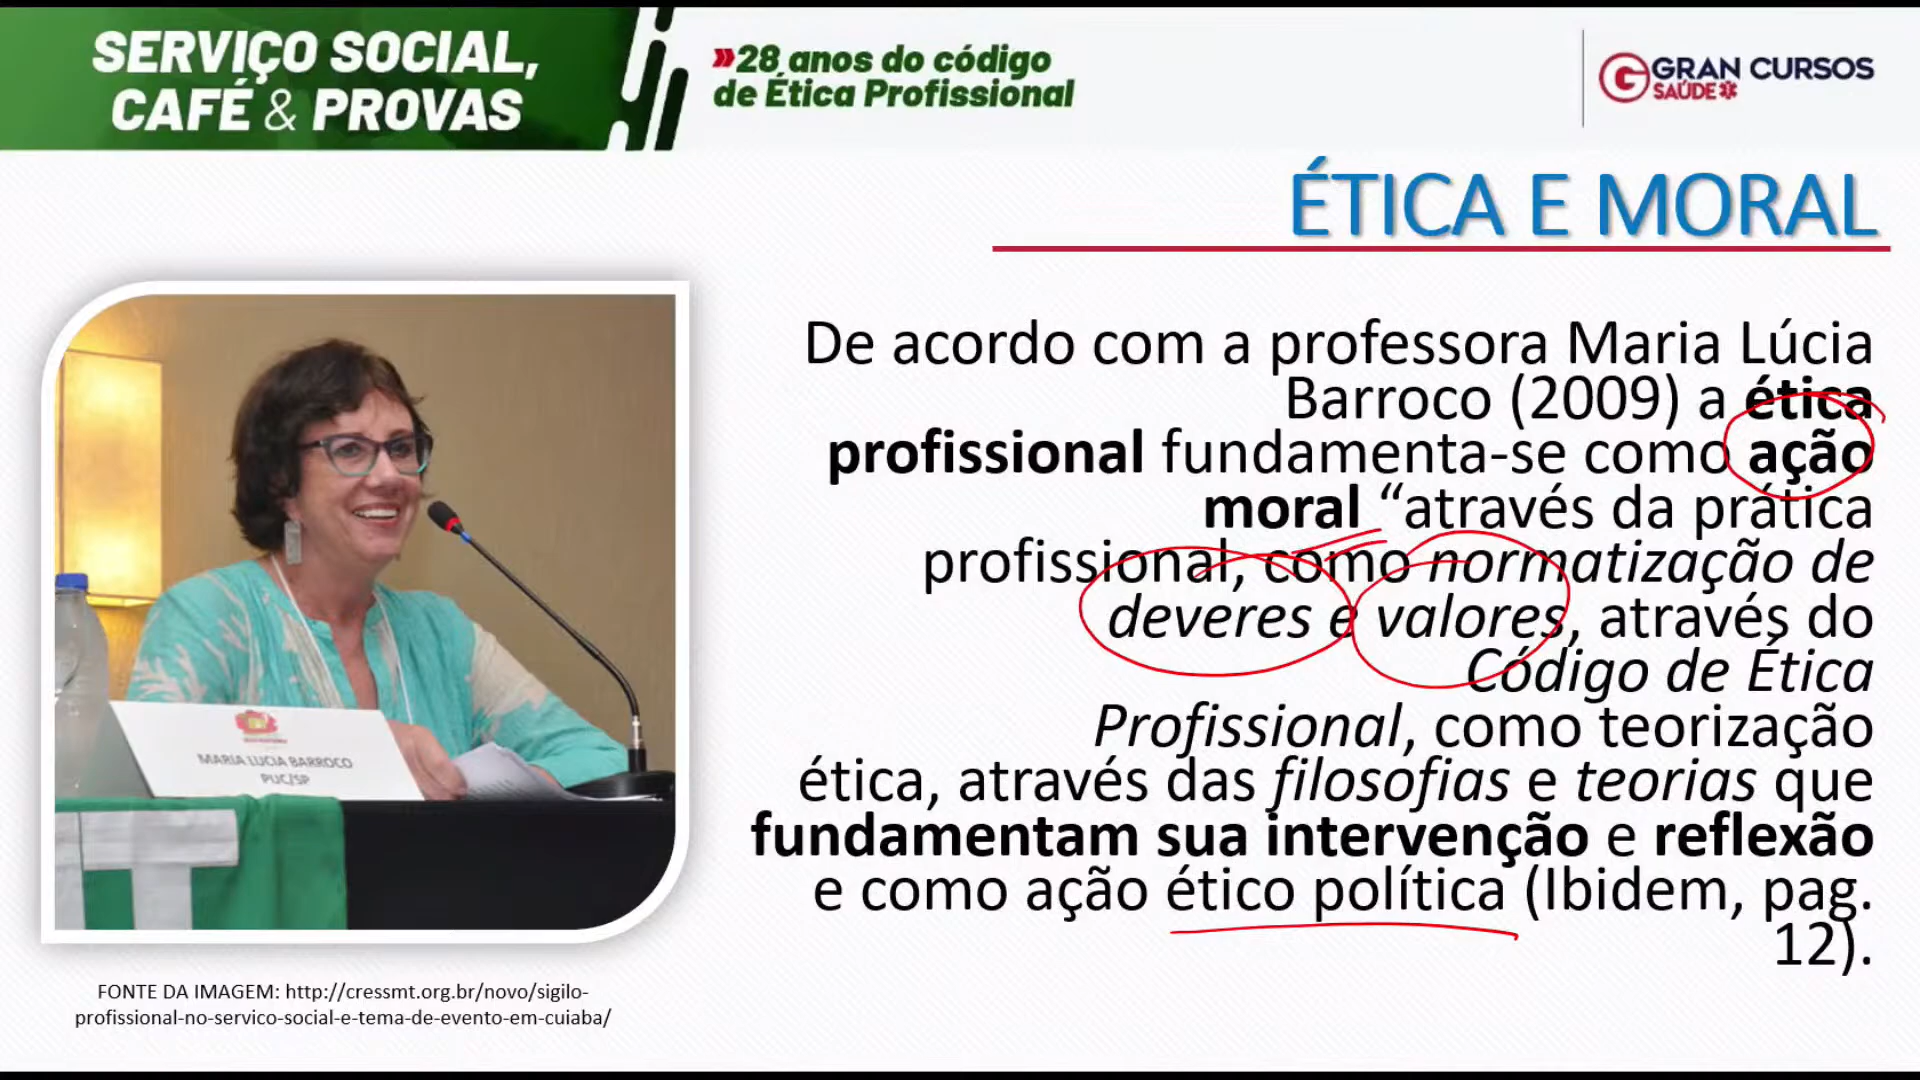 SERVIÇO SOCIAL,
CAFÉ & PROVAS
»28 anos do código
de Ética Profissional
GRAN CURSOS
SAÚDE
ÉTICA E MORAL
De acordo com a professora Maria Lúcia
Barroco (2009) a ética
profissional fundamenta-se como ação
moral “através da prática
profissional, como normatização de
deveres e valores, através do
Código de Ética
Profissional, como teorização
ética, através das filosofias e teorias que
fundamentam sua intervenção e reflexão
e como ação ético política (Ibidem, pag.
12).
MARIA LUCIA BARROCO
PUC/SP
FONTE DA IMAGEM: http://cressmt.org.br/novo/sigilo-
profissional-no-servico-social-e-tema-de-evento-em-cuiaba/